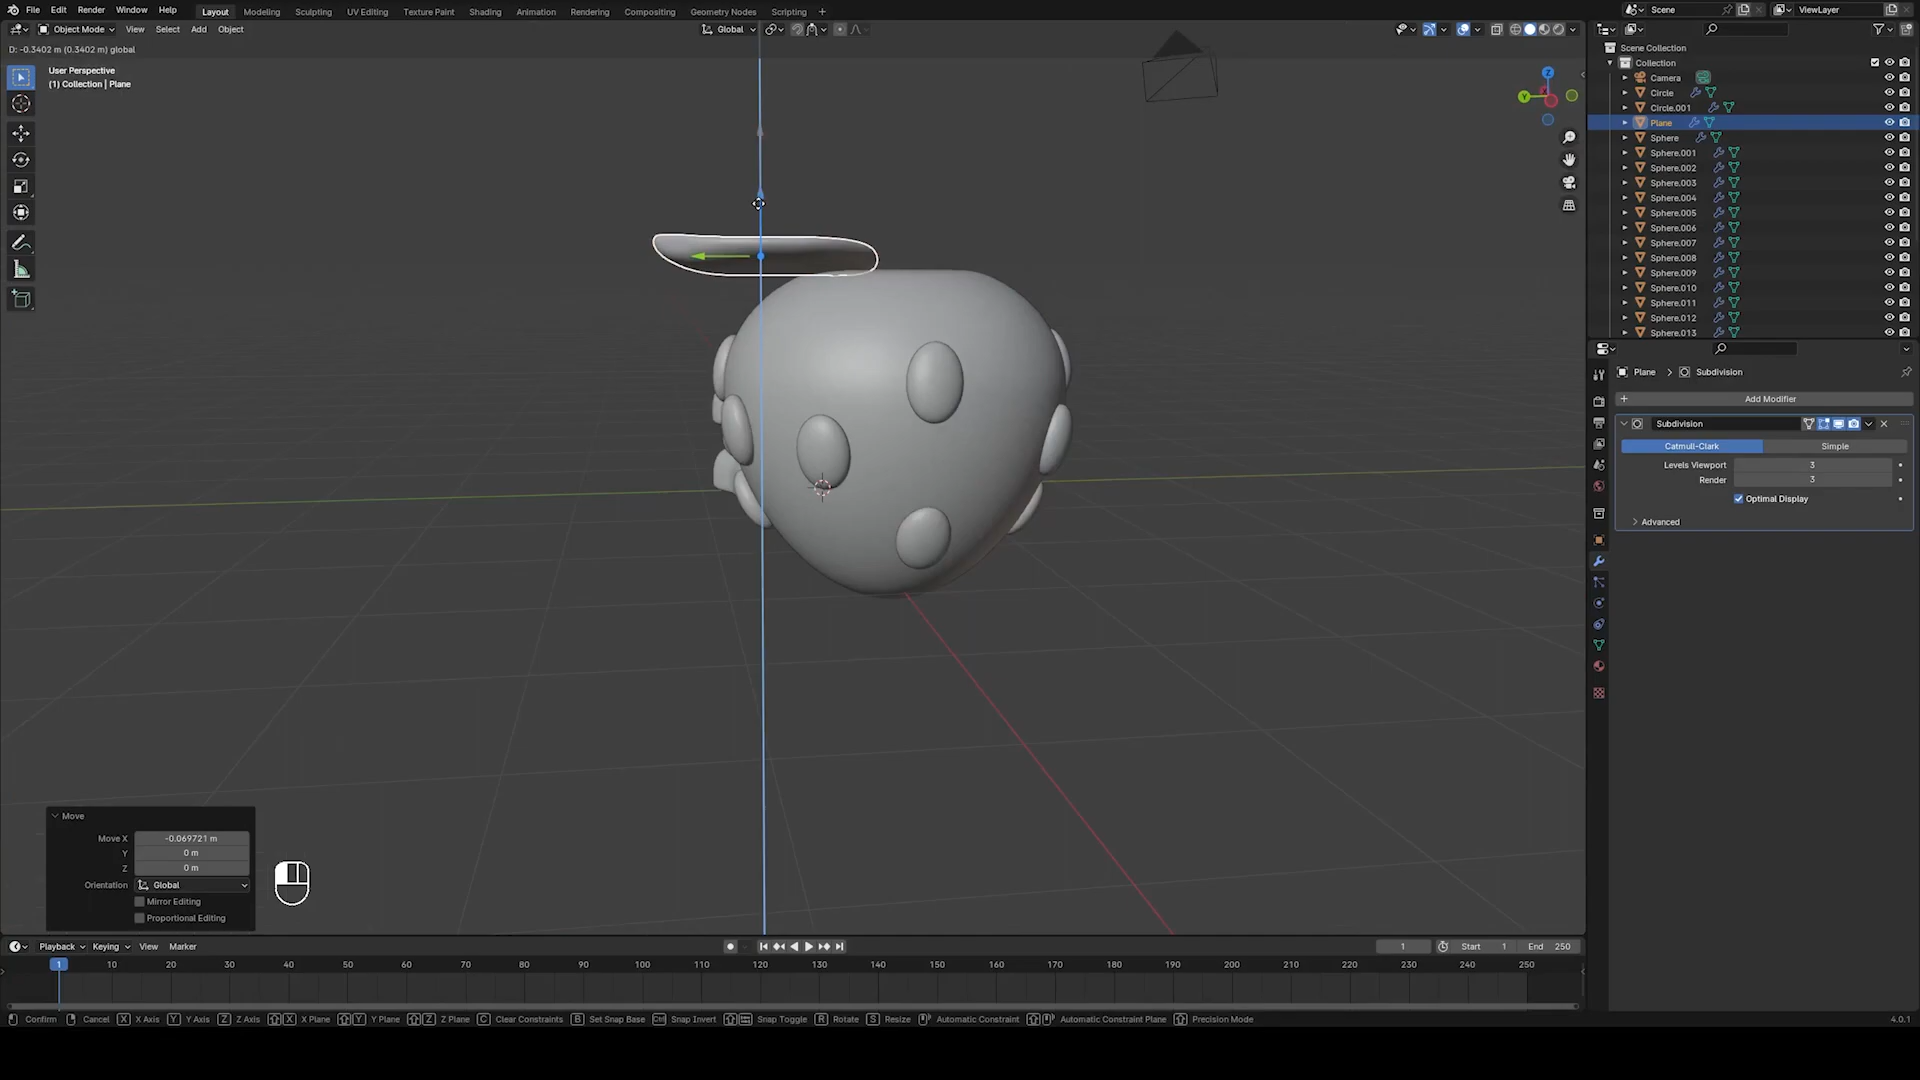 File Edit Render Window Help Layout Modeling Sculpting UV Editing Texture Paint Shading Animation Rendering Compositing Geometry Nodes Scripting + Scene ViewLayer
Object Mode View Select Add Object Global
D: -0.3402 m (0.3402 m) global
User Perspective
(1) Collection | Plane
Z
Y
Scene Collection
Collection
Camera
Circle
Circle.001
Plane
Sphere
Sphere.001
Sphere.002
Sphere.003
Sphere.004
Sphere.005
Sphere.006
Sphere.007
Sphere.008
Sphere.009
Sphere.010
Sphere.011
Sphere.012
Sphere.013
Plane > Subdivision
+ Add Modifier
Subdivision
Catmull-Clark Simple
Levels Viewport 3
Render 3
Optimal Display
Advanced
Move
Move X -0.069721 m
Y 0 m
Z 0 m
Orientation Global
Mirror Editing
Proportional Editing
Playback Keying View Marker 1 Start 1 End 250
1 10 20 30 40 50 60 70 80 90 100 110 120 130 140 150 160 170 180 190 200 210 220 230 240 250
Confirm Cancel X X Axis Y Y Axis Z Z Axis X X Plane Y Y Plane Z Z Plane C Clear Constraints B Set Snap Base Ctrl Snap Invert Snap Toggle R Rotate S Resize Automatic Constraint Automatic Constraint Plane Precision Mode 4.0.1